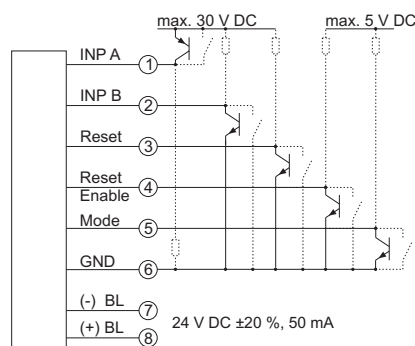 max. 30 V DC
max. 5 V DC
INP A
1
INP B
2
Reset
3
Reset
Enable
4
Mode
5
GND
6
(-) BL
7
24 V DC ±20 %, 50 mA
(+) BL
8